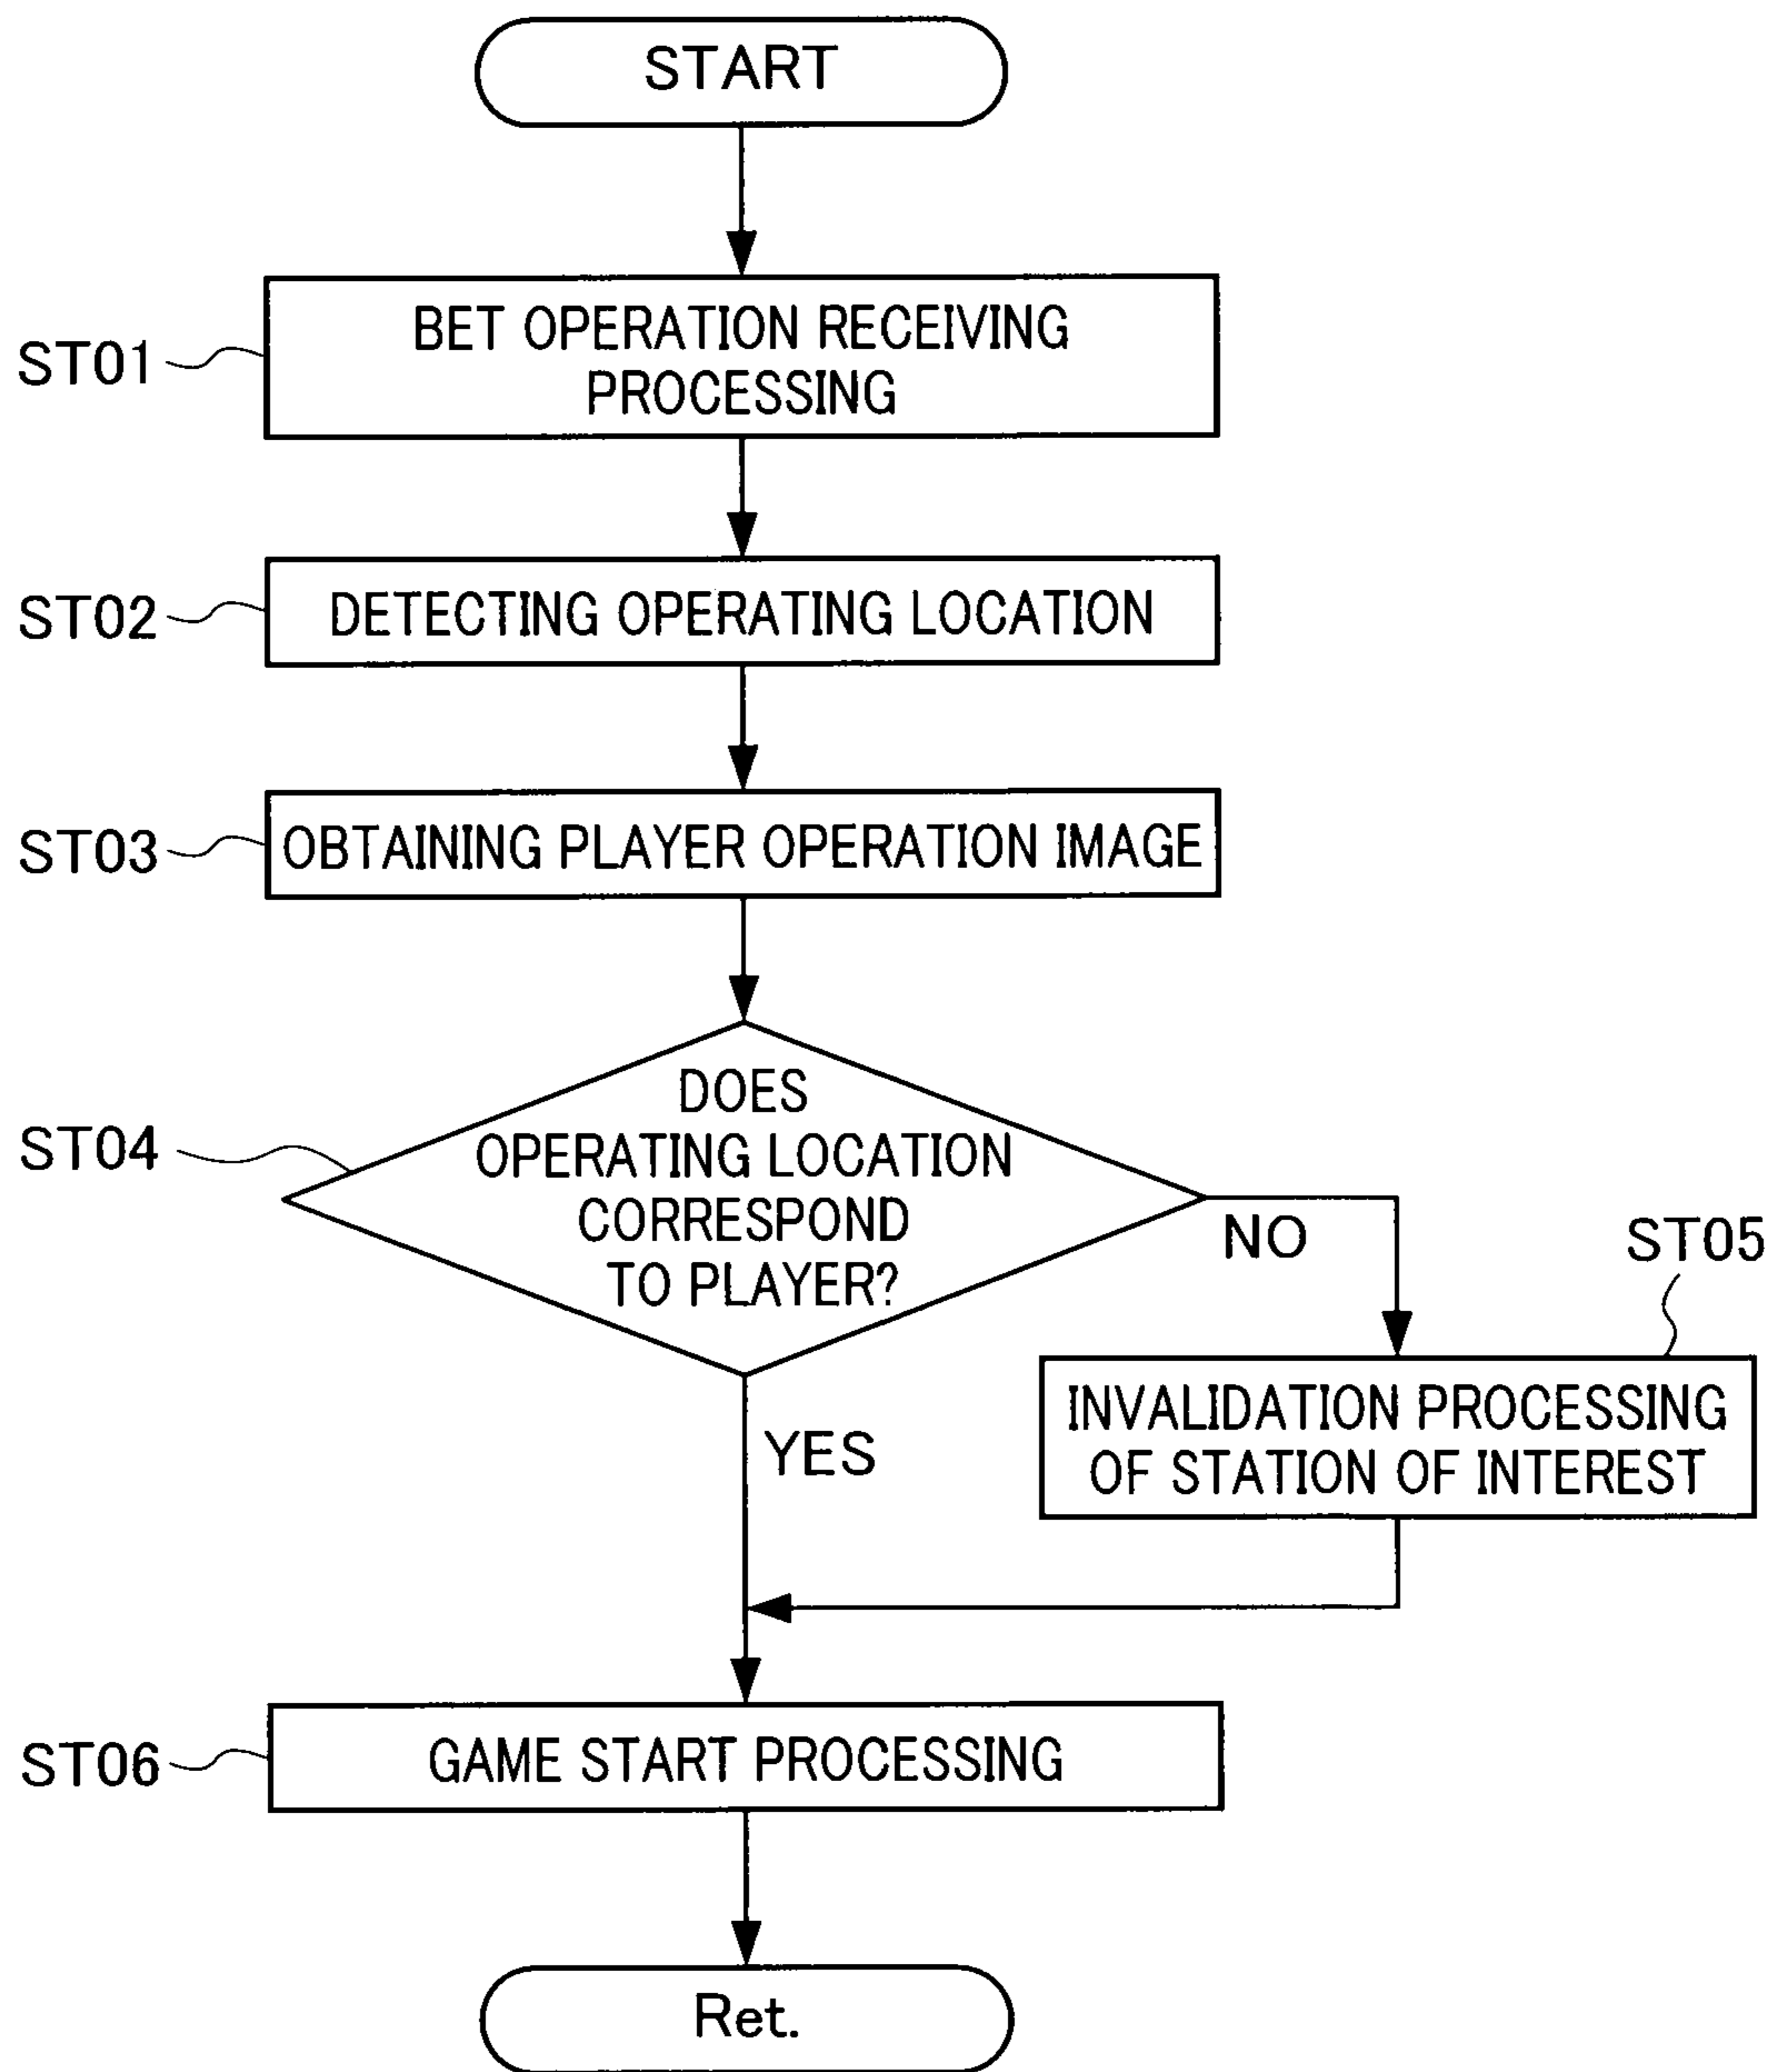 START
ST01
BET OPERATION RECEIVING
PROCESSING
ST02
DETECTING OPERATING LOCATION
ST03
OBTAINING PLAYER OPERATION IMAGE
ST04
DOES
OPERATING LOCATION
CORRESPOND
TO PLAYER?
NO
ST05
INVALIDATION PROCESSING
OF STATION OF INTEREST
YES
ST06
GAME START PROCESSING
Ret.